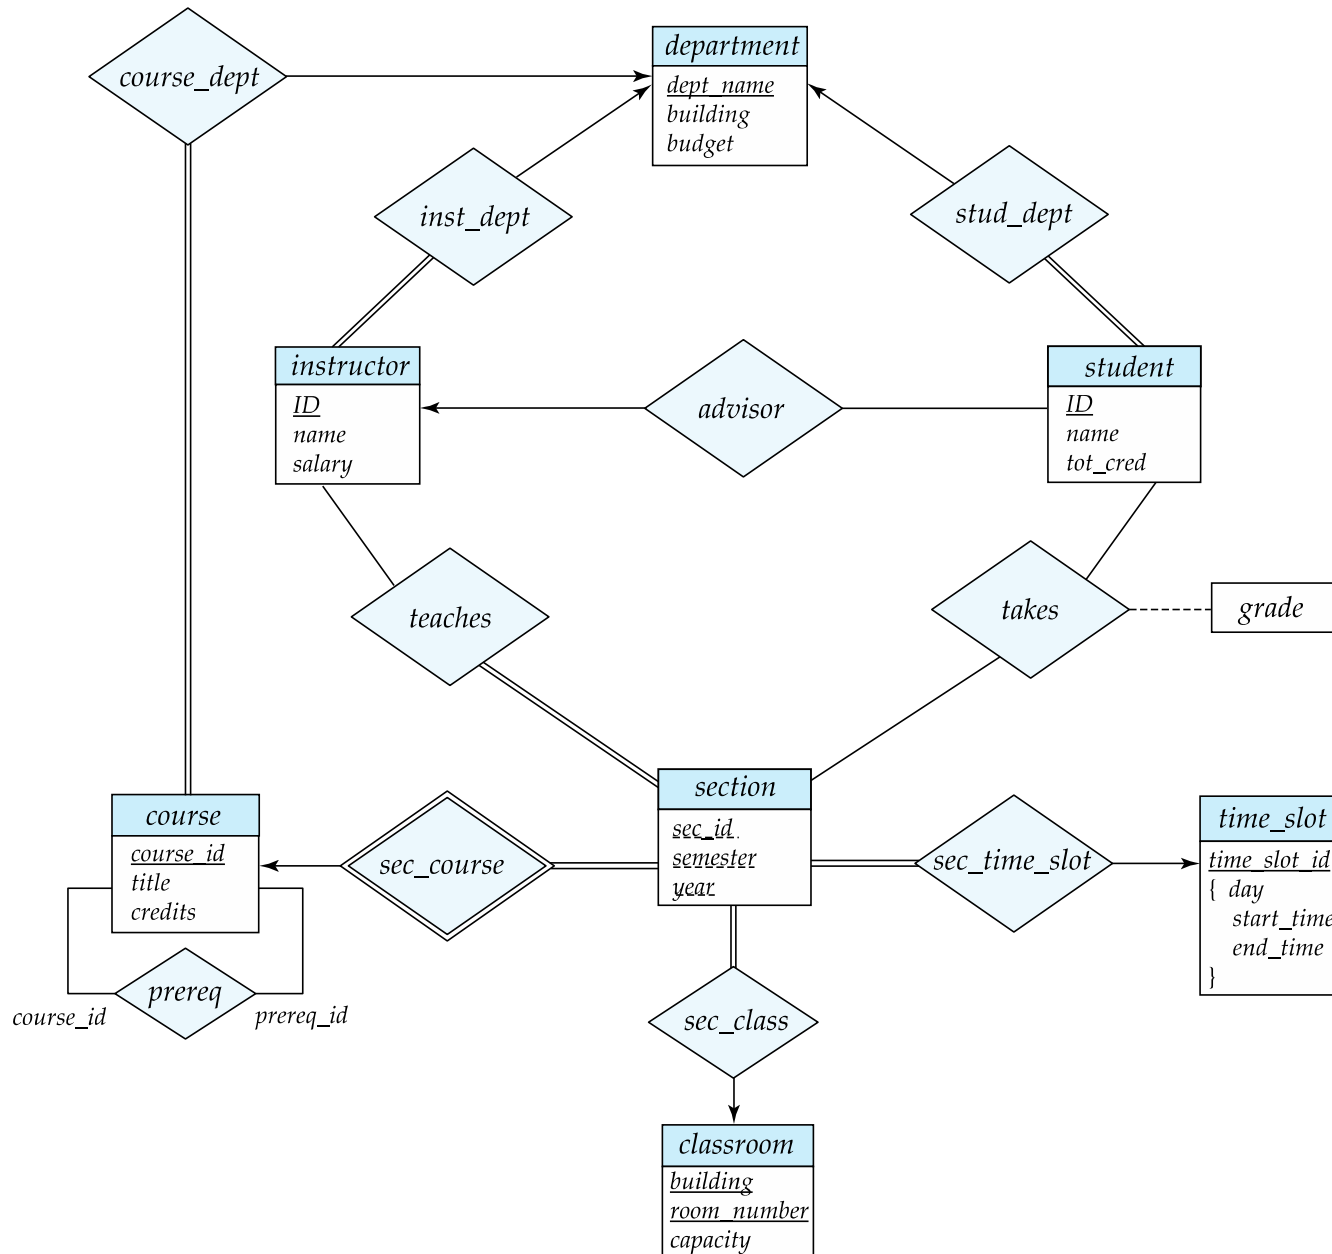 department
course_dept
dept_name
building
budget
inst_dept
stud_dept
instructor
ID
name
salary
advisor
student
ID
name
tot_cred
teaches
takes
grade
section
sec_id
semester
year
course
course_id
title
credits
sec_course
sec_time_slot
time_slot
time_slot_id
{ day
start_time
end_time
}
prereq
course_id
prereq_id
sec_class
classroom
building
room_number
capacity